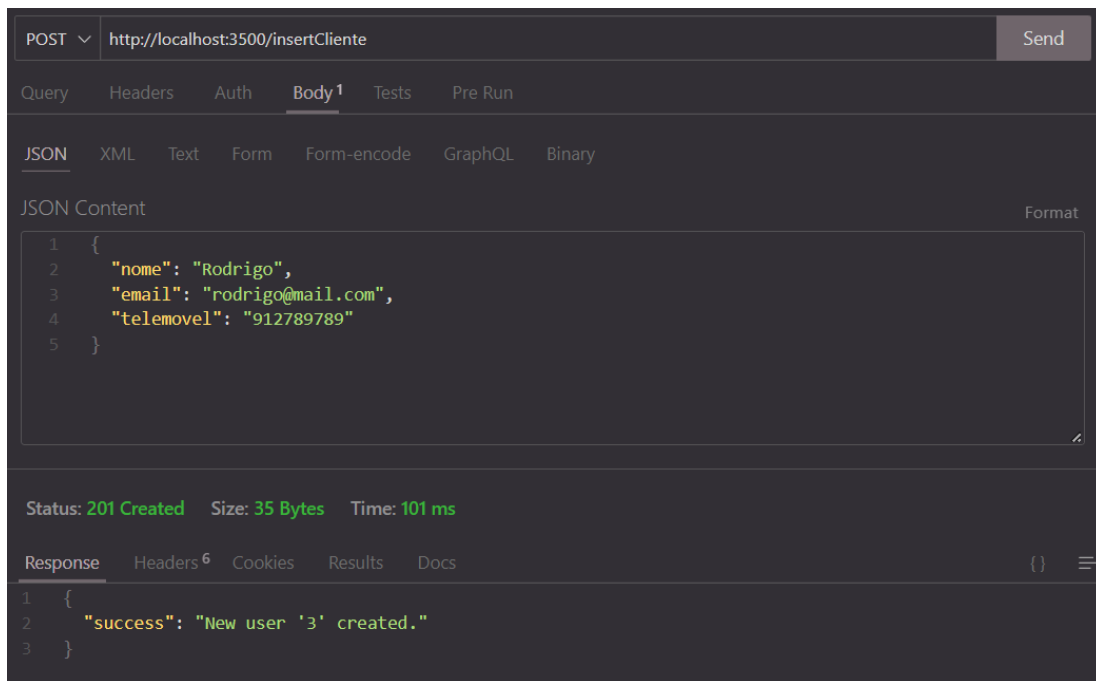 POST http://localhost:3500/insertCliente Send
Query Headers Auth Body 1 Tests Pre Run
JSON XML Text Form Form-encode GraphQL Binary
JSON Content Format
1 {
2 "nome": "Rodrigo",
3 "email": "rodrigo@mail.com",
4 "telemovel": "912789789"
5 }
Status: 201 Created Size: 35 Bytes Time: 101 ms
Response Headers 6 Cookies Results Docs { }
1 {
2 "success": "New user '3' created."
3 }